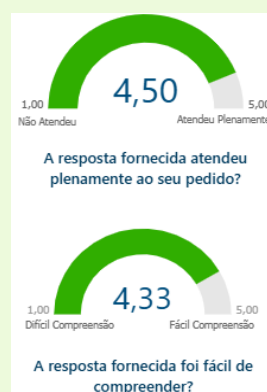 4,50
1,00 5,00
Não Atendeu Atendeu Plenamente
A resposta fornecida atendeu
plenamente ao seu pedido?
4,33
1,00 5,00
Difícil Compreensão Fácil Compreensão
A resposta fornecida foi fácil de
compreender?